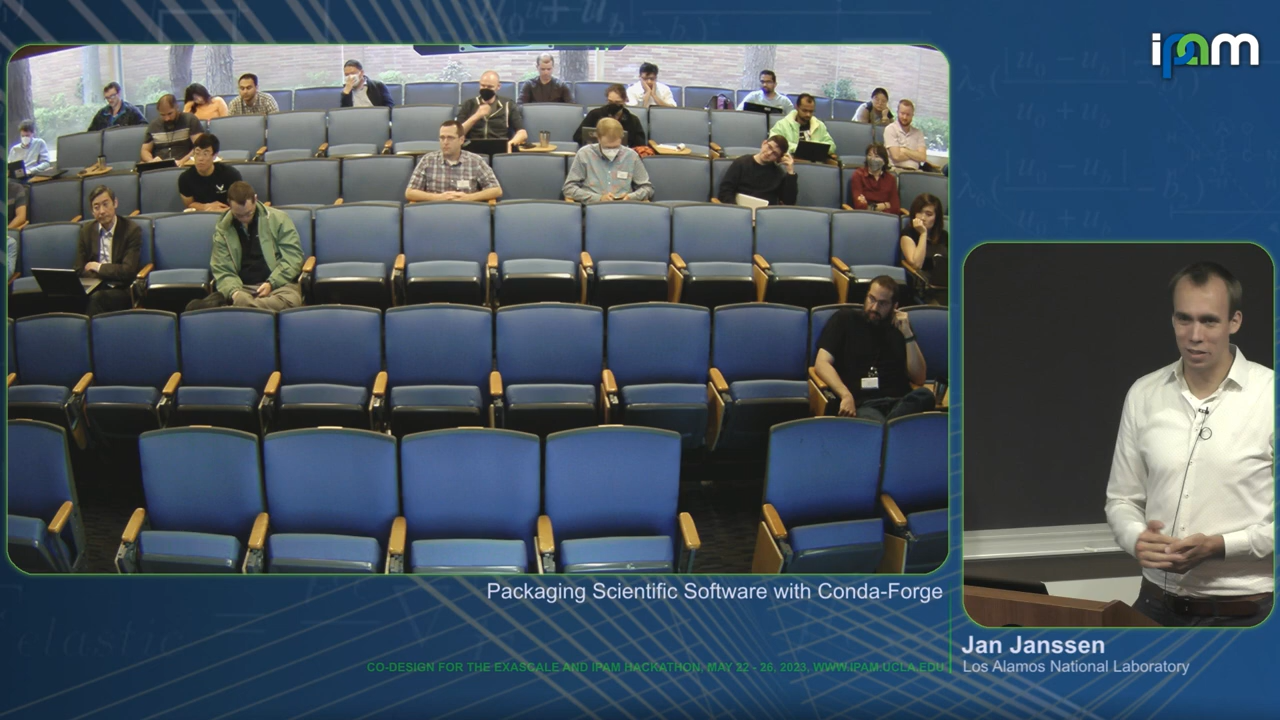 ipam
Packaging Scientific Software with Conda-Forge
Jan Janssen
Los Alamos National Laboratory
CO-DESIGN FOR THE EXASCALE AND IPAM HACKATHON, MAY 22 - 26, 2023, WWW.IPAM.UCLA.EDU
elastic